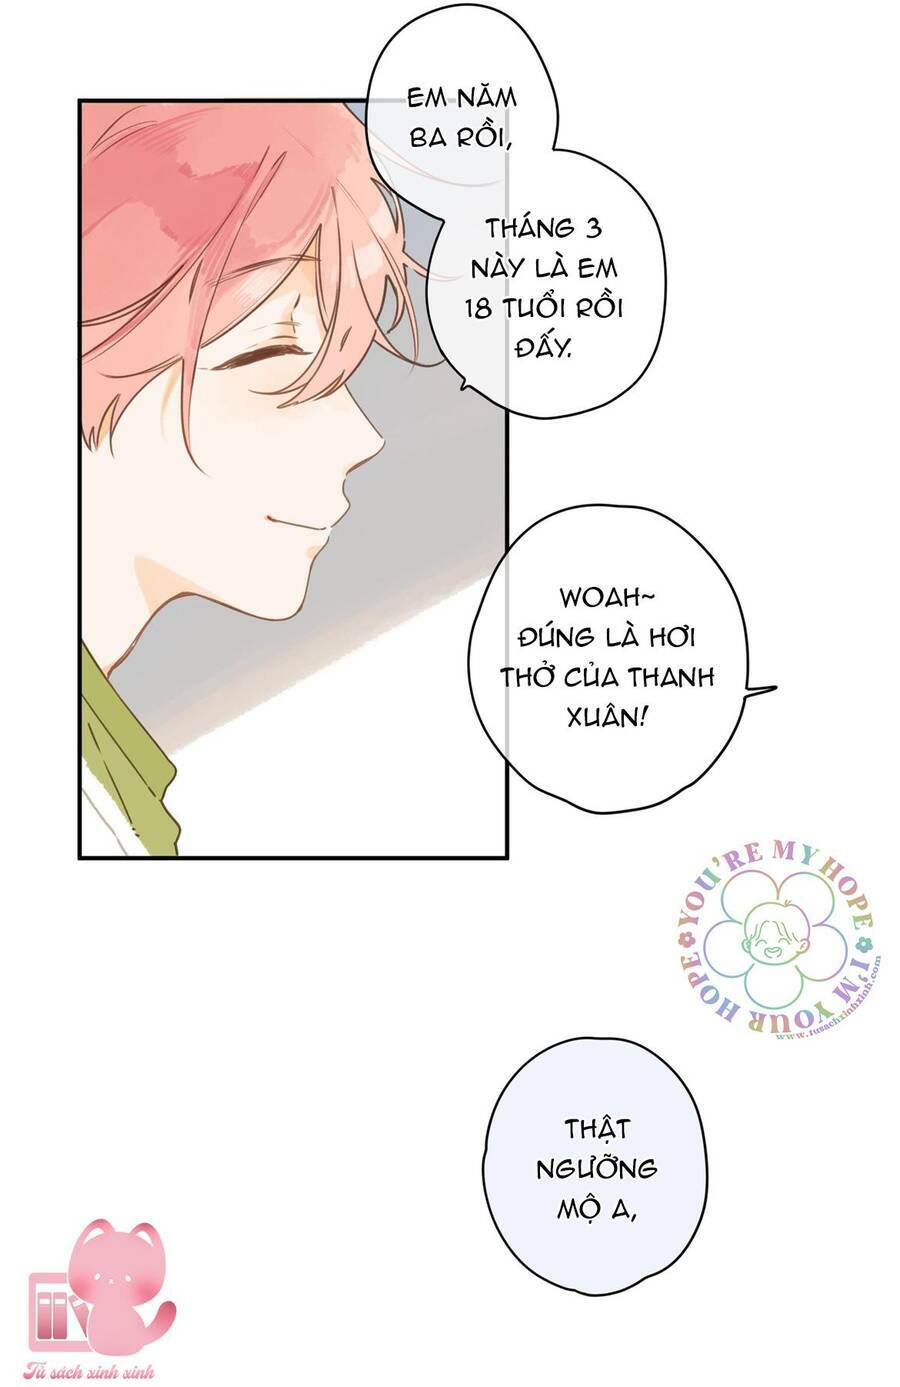 EM NĂM
BA RỒI,
THÁNG 3
NÀY LÀ EM
18 TUỔI RỒI
ĐẤY.
WOAH~
ĐÚNG LÀ HƠI
THỞ CỦA THANH
XUÂN!
YOU'RE MY HOPE
I'M YOUR HOPE
www.tusachxinhxinh.com
THẬT
NGƯỠNG
MỘ A,
Tủ sách xinh xinh